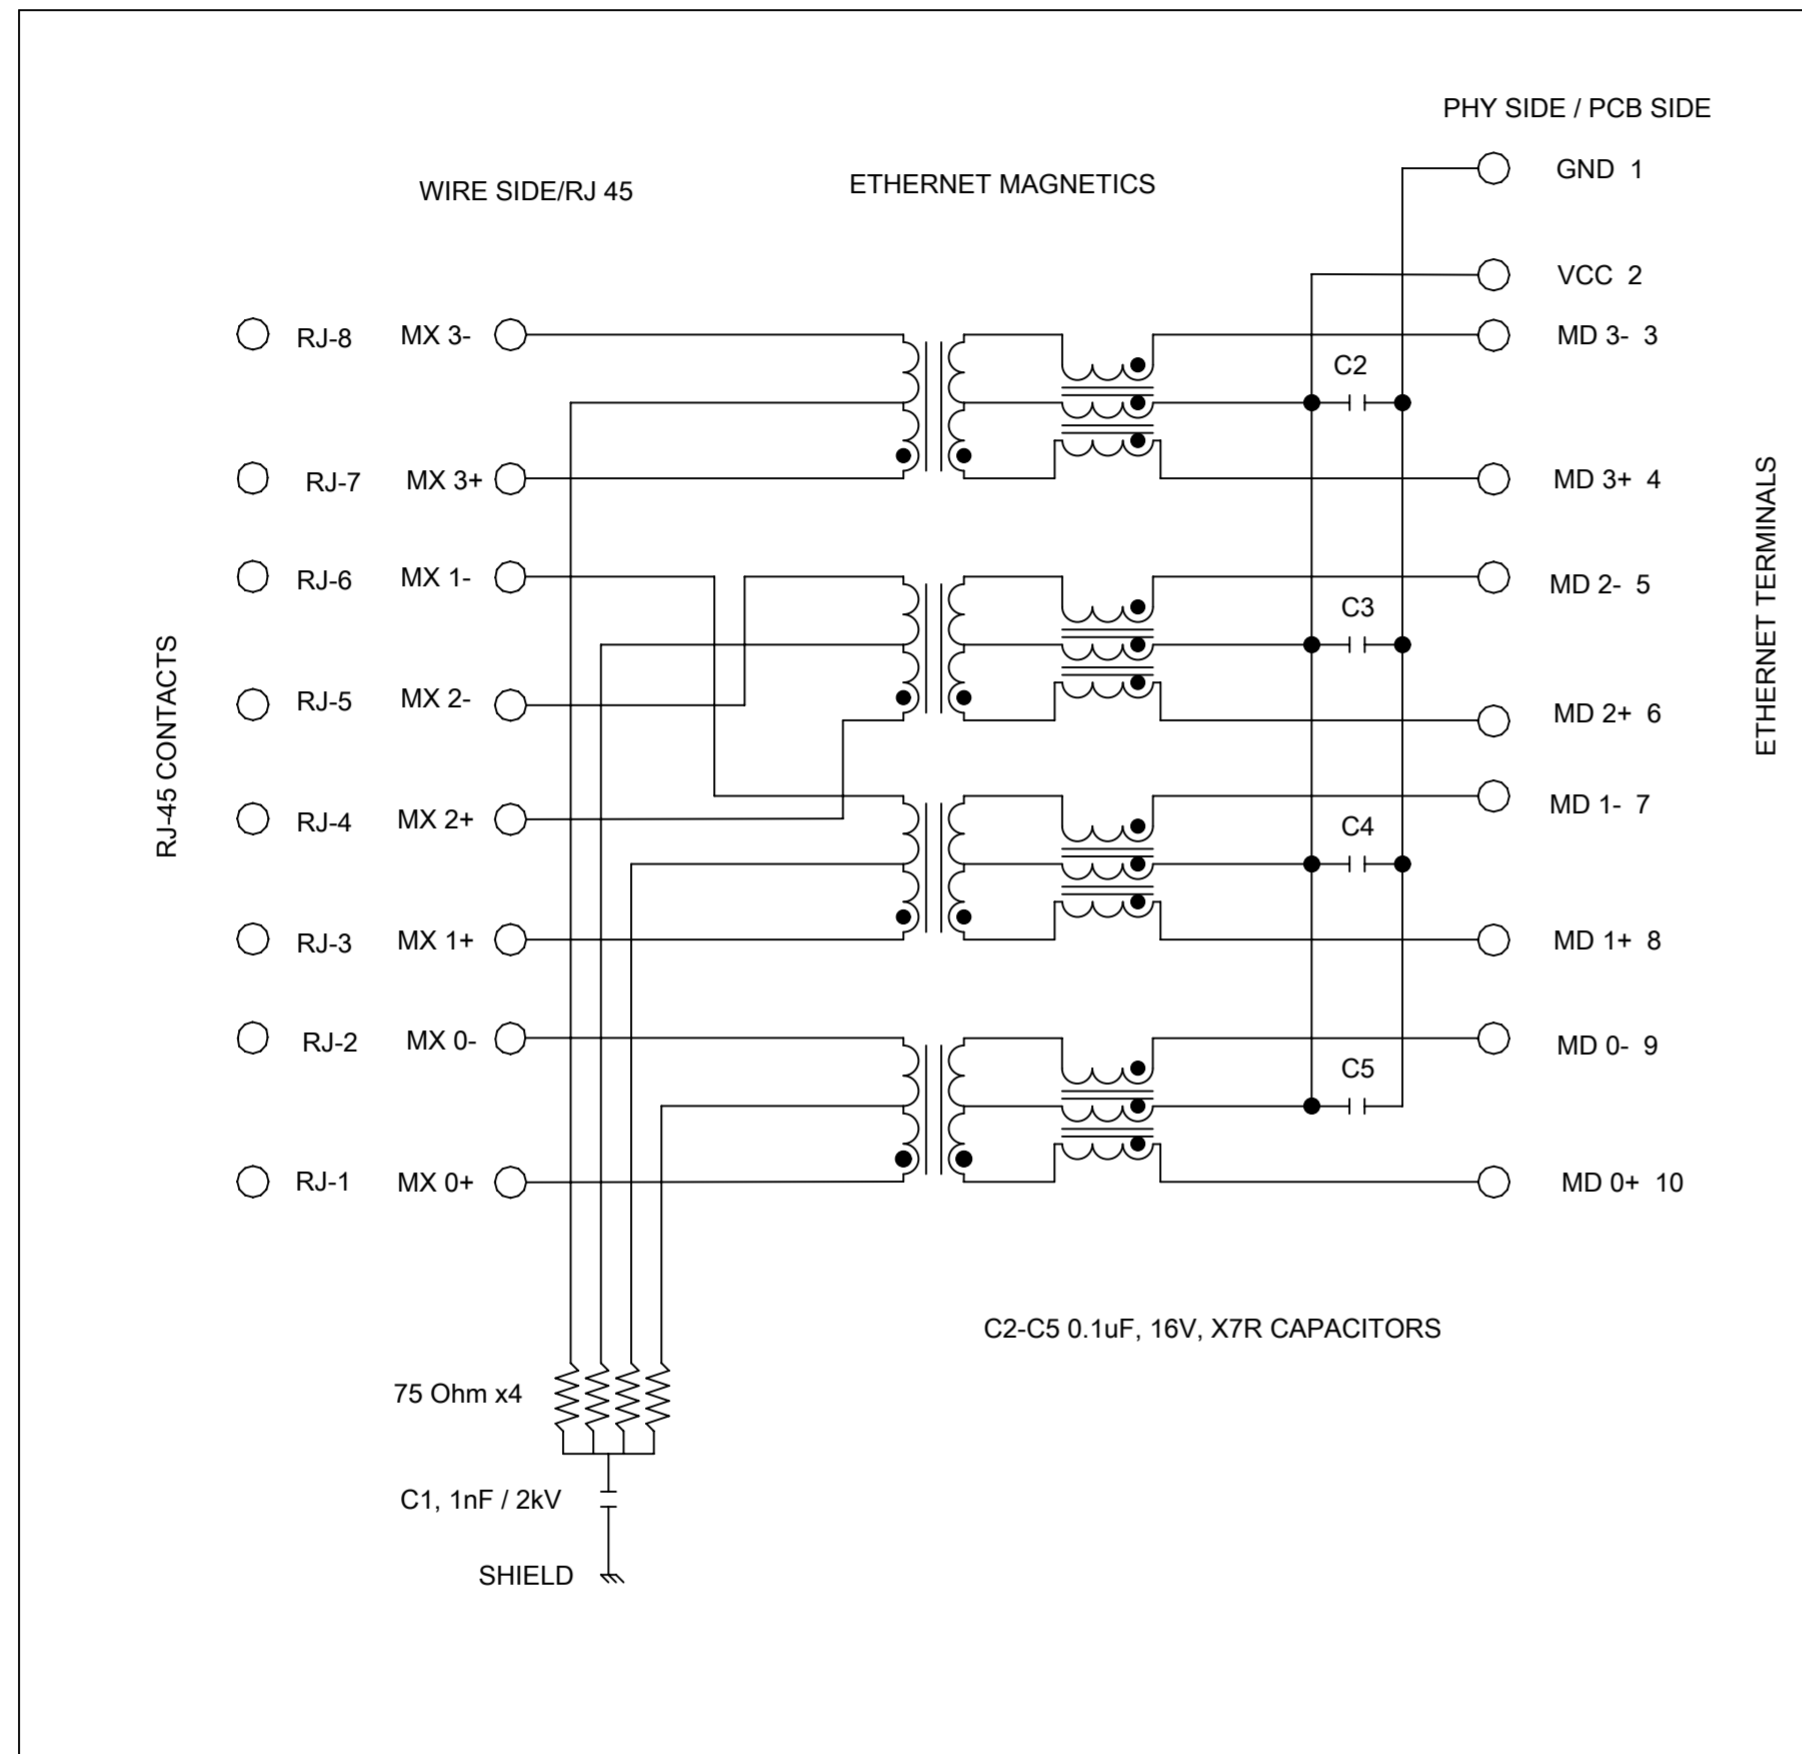 PHY SIDE / PCB SIDE
WIRE SIDE/RJ 45
ETHERNET MAGNETICS
GND 1
VCC 2
RJ-8 MX 3-
MD 3- 3
C2
RJ-7 MX 3+
MD 3+ 4
RJ-6 MX 1-
MD 2- 5
C3
RJ-5 MX 2-
MD 2+ 6
RJ-4 MX 2+
MD 1- 7
C4
RJ-3 MX 1+
MD 1+ 8
RJ-2 MX 0-
MD 0- 9
C5
RJ-1 MX 0+
MD 0+ 10
RJ-45 CONTACTS
ETHERNET TERMINALS
C2-C5 0.1uF, 16V, X7R CAPACITORS
75 Ohm x4
C1, 1nF / 2kV
SHIELD